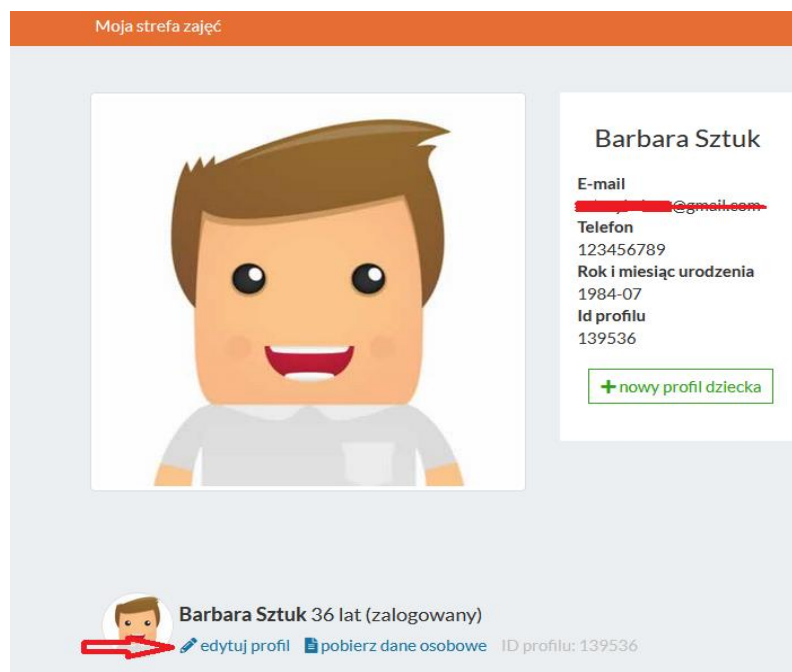 Moja strefa zajęć
Barbara Sztuk
E-mail
@gmail.com
Telefon
123456789
Rok i miesiąc urodzenia
1984-07
Id profilu
139536
+ nowy profil dziecka
Barbara Sztuk 36 lat (zalogowany)
edytuj profil pobierz dane osobowe ID profilu: 139536